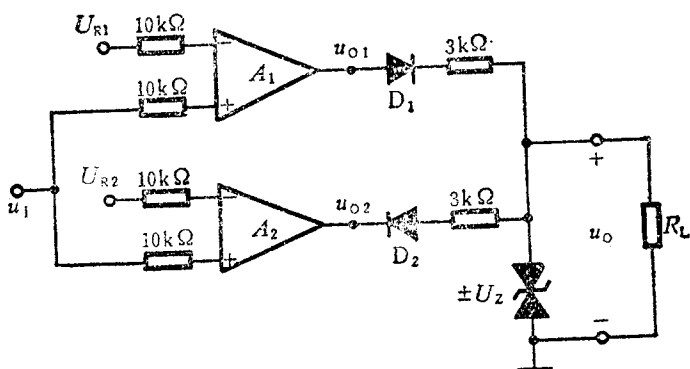 U_R1 10kΩ
− A₁ +
10kΩ
u_O1
D₁
3kΩ
u_I
U_R2 10kΩ
− A₂ +
10kΩ
u_O2
D₂
3kΩ
±U_Z
+
u_O
−
R_L